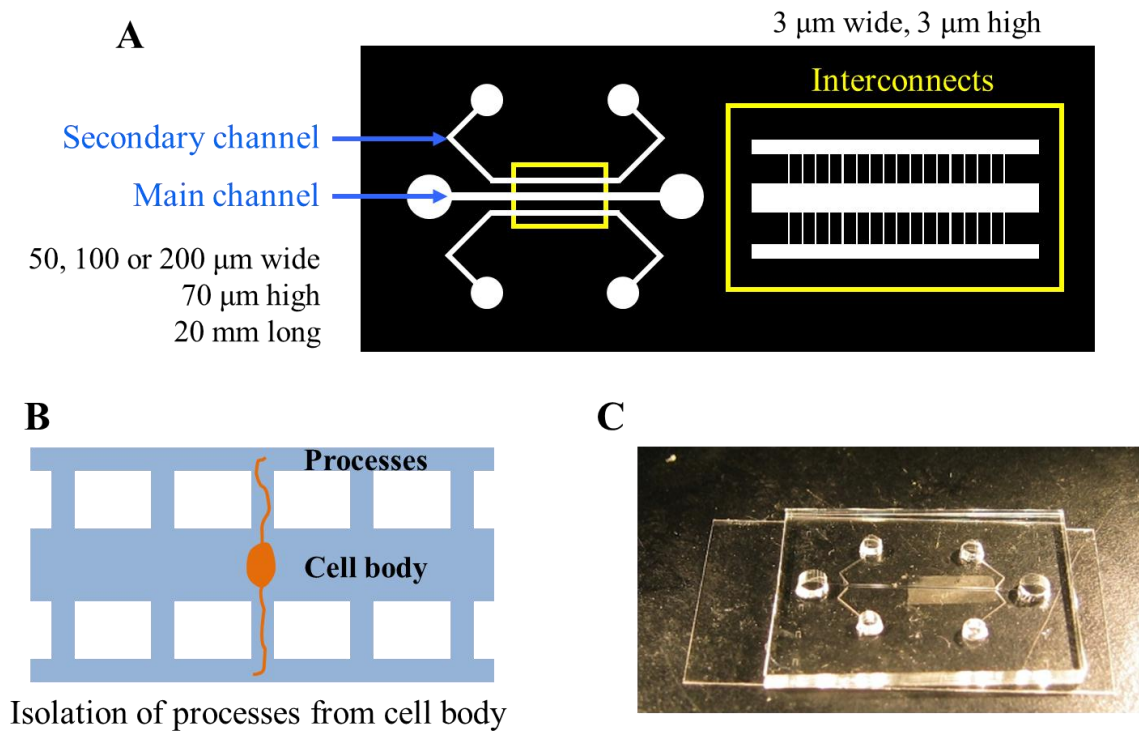 A
3 μm wide, 3 μm high
Interconnects
Secondary channel
Main channel
50, 100 or 200 μm wide
70 μm high
20 mm long
B
Processes
Cell body
Isolation of processes from cell body
C